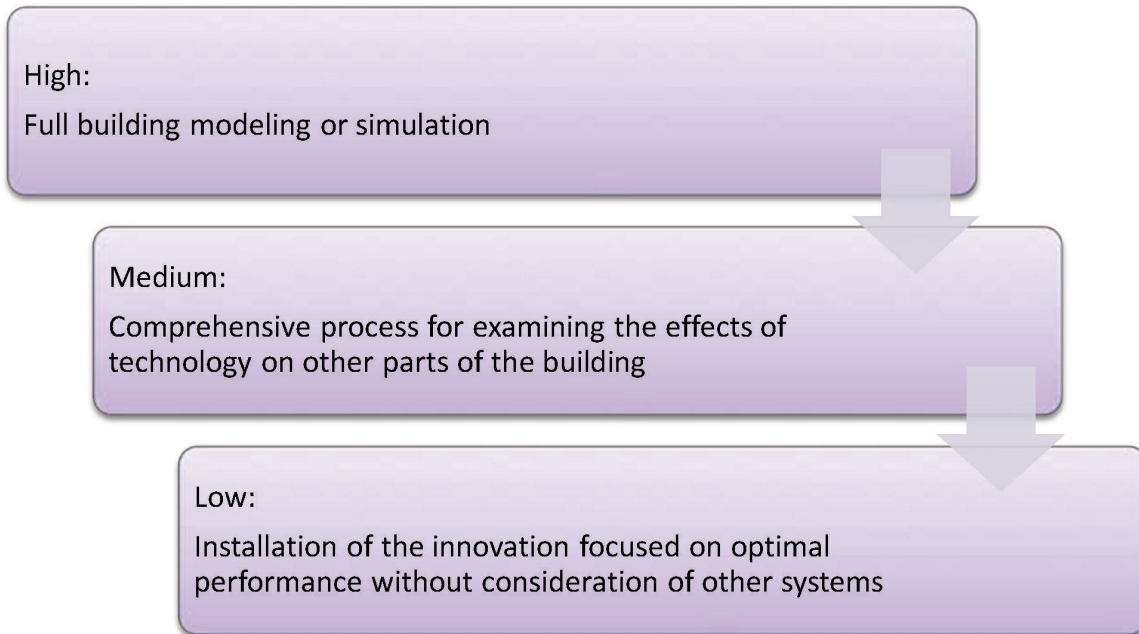 High:
Full building modeling or simulation
Medium:
Comprehensive process for examining the effects of
technology on other parts of the building
Low:
Installation of the innovation focused on optimal
performance without consideration of other systems